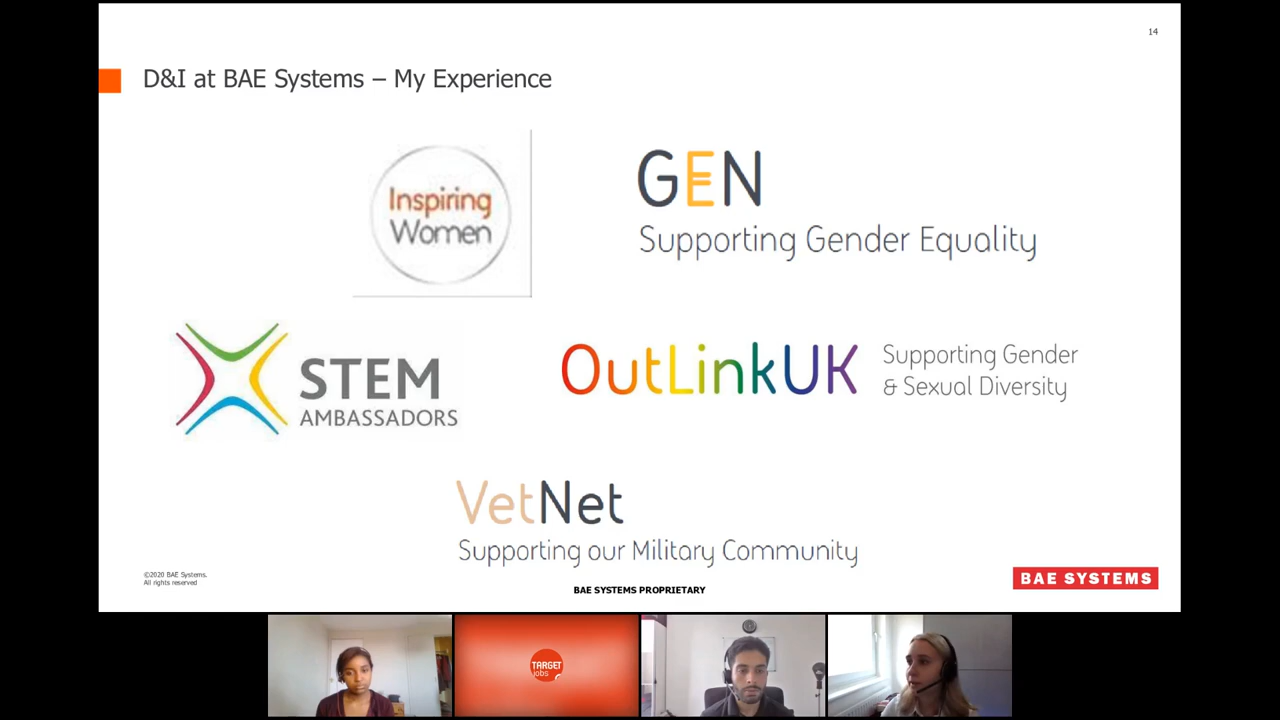 14
D&I at BAE Systems – My Experience
Inspiring
Women
GEN
Supporting Gender Equality
STEM
AMBASSADORS
OutLinkUK
Supporting Gender
& Sexual Diversity
VetNet
Supporting our Military Community
©2020 BAE Systems.
All rights reserved
BAE SYSTEMS PROPRIETARY
BAE SYSTEMS
TARGET
jobs